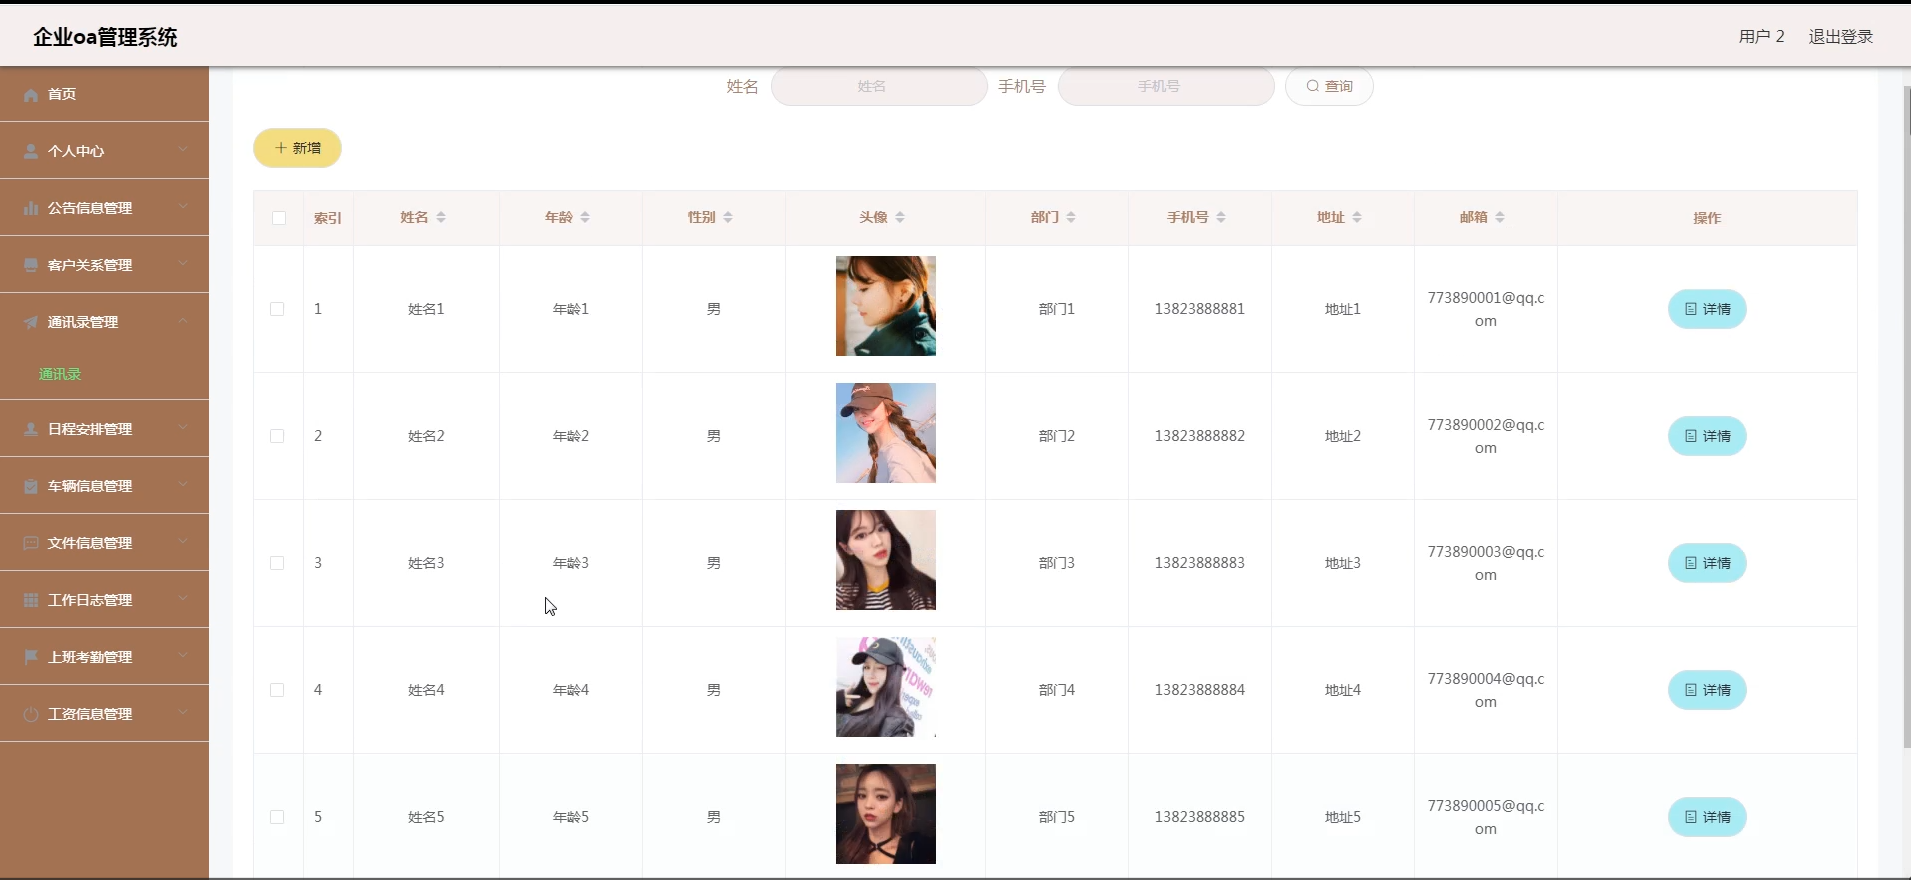 企业oa管理系统
用户 2 退出登录
首页
个人中心
公告信息管理
客户关系管理
通讯录管理
通讯录
日程安排管理
车辆信息管理
文件信息管理
工作日志管理
上班考勤管理
工资信息管理
姓名 姓名 手机号 手机号 查询
新增
索引 姓名 年龄 性别 头像 部门 手机号 地址 邮箱 操作
1 姓名1 年龄1 男 部门1 13823888881 地址1 773890001@qq.c
om
详情
2 姓名2 年龄2 男 部门2 13823888882 地址2 773890002@qq.c
om
详情
3 姓名3 年龄3 男 部门3 13823888883 地址3 773890003@qq.c
om
详情
4 姓名4 年龄4 男 部门4 13823888884 地址4 773890004@qq.c
om
详情
5 姓名5 年龄5 男 部门5 13823888885 地址5 773890005@qq.c
om
详情